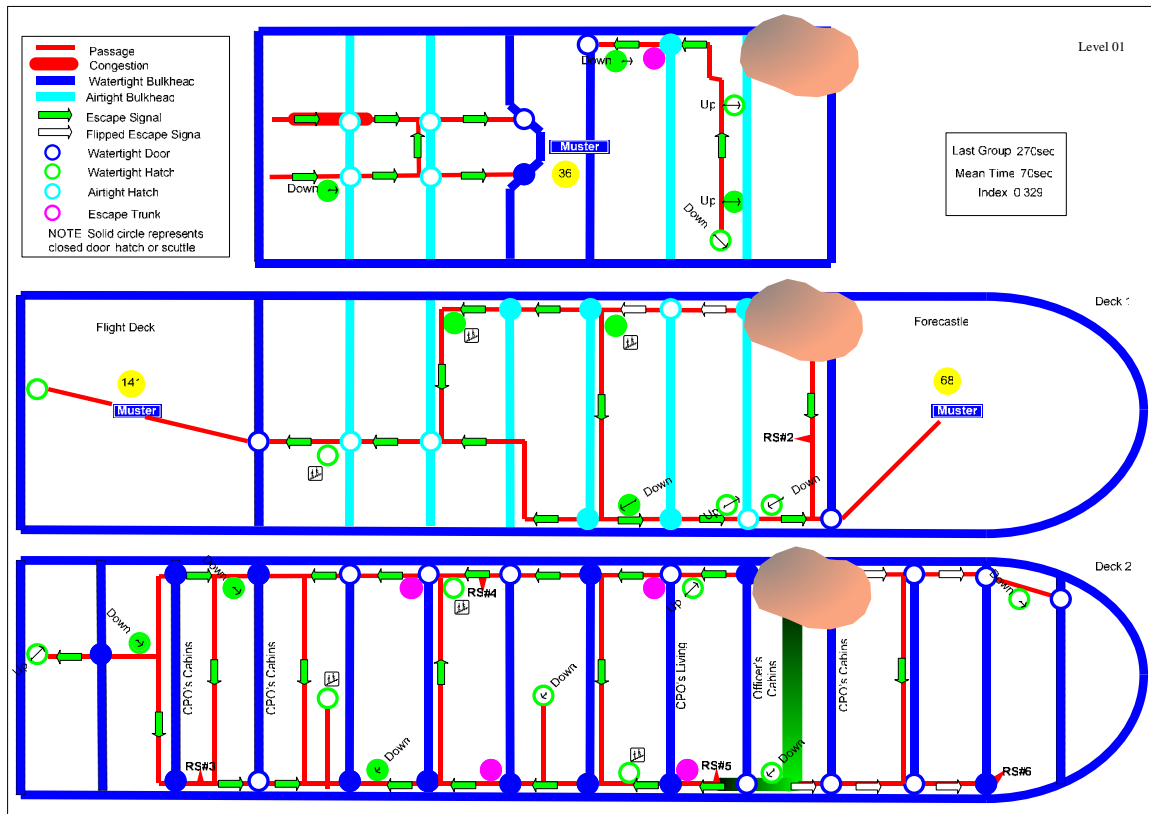 Level 01
Passage
Congestion
Watertight Bulkheac
Airtight Bulkheac
Escape Signal
Flipped Escape Signa
Watertight Door
Watertight Hatch
Airtight Hatch
Escape Trunk
NOTE Solid circle represents
closed door hatch or scuttle
Down
Down
Up
Up
Down
Muster
36
Last Group 270sec
Mean Time 70sec
Index 0 329
Deck 1
Flight Deck
Forecastle
141
Muster
68
Muster
RS#2
Down
Up
Down
Deck 2
Down
Down
Up
RS#4
Up
Down
CPO's Cabins
CPO's Cabins
Down
CPO's Living
Officer's
Cabins
CPO's Cabins
RS#3
Down
RS#5
Down
RS#6